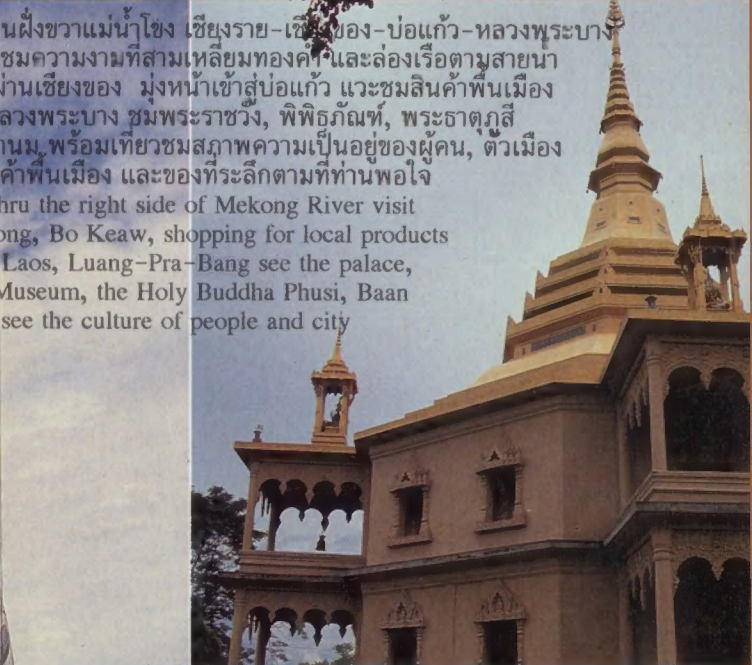 นฝั่งขวาแม่น้ำโขง เชียงราย-เชียงของ-บ่อแก้ว-หลวงพระบาง
ชมความงามที่สามเหลี่ยมทองคำ และล่องเรือตามสายน้ำ
ผ่านเชียงของ มุ่งหน้าเข้าสู่บ่อแก้ว แวะชมสินค้าพื้นเมือง
ลวงพระบาง ชมพระราชวัง, พิพิธภัณฑ์, พระธาตุภูสี
านม พร้อมเที่ยวชมสภาพความเป็นอยู่ของผู้คน, ตัวเมือง
ค้าพื้นเมือง และของที่ระลึกตามที่ท่านพอใจ
hru the right side of Mekong River visit
ong, Bo Keaw, shopping for local products
Laos, Luang-Pra-Bang see the palace,
Museum, the Holy Buddha Phusi, Baan
see the culture of people and city